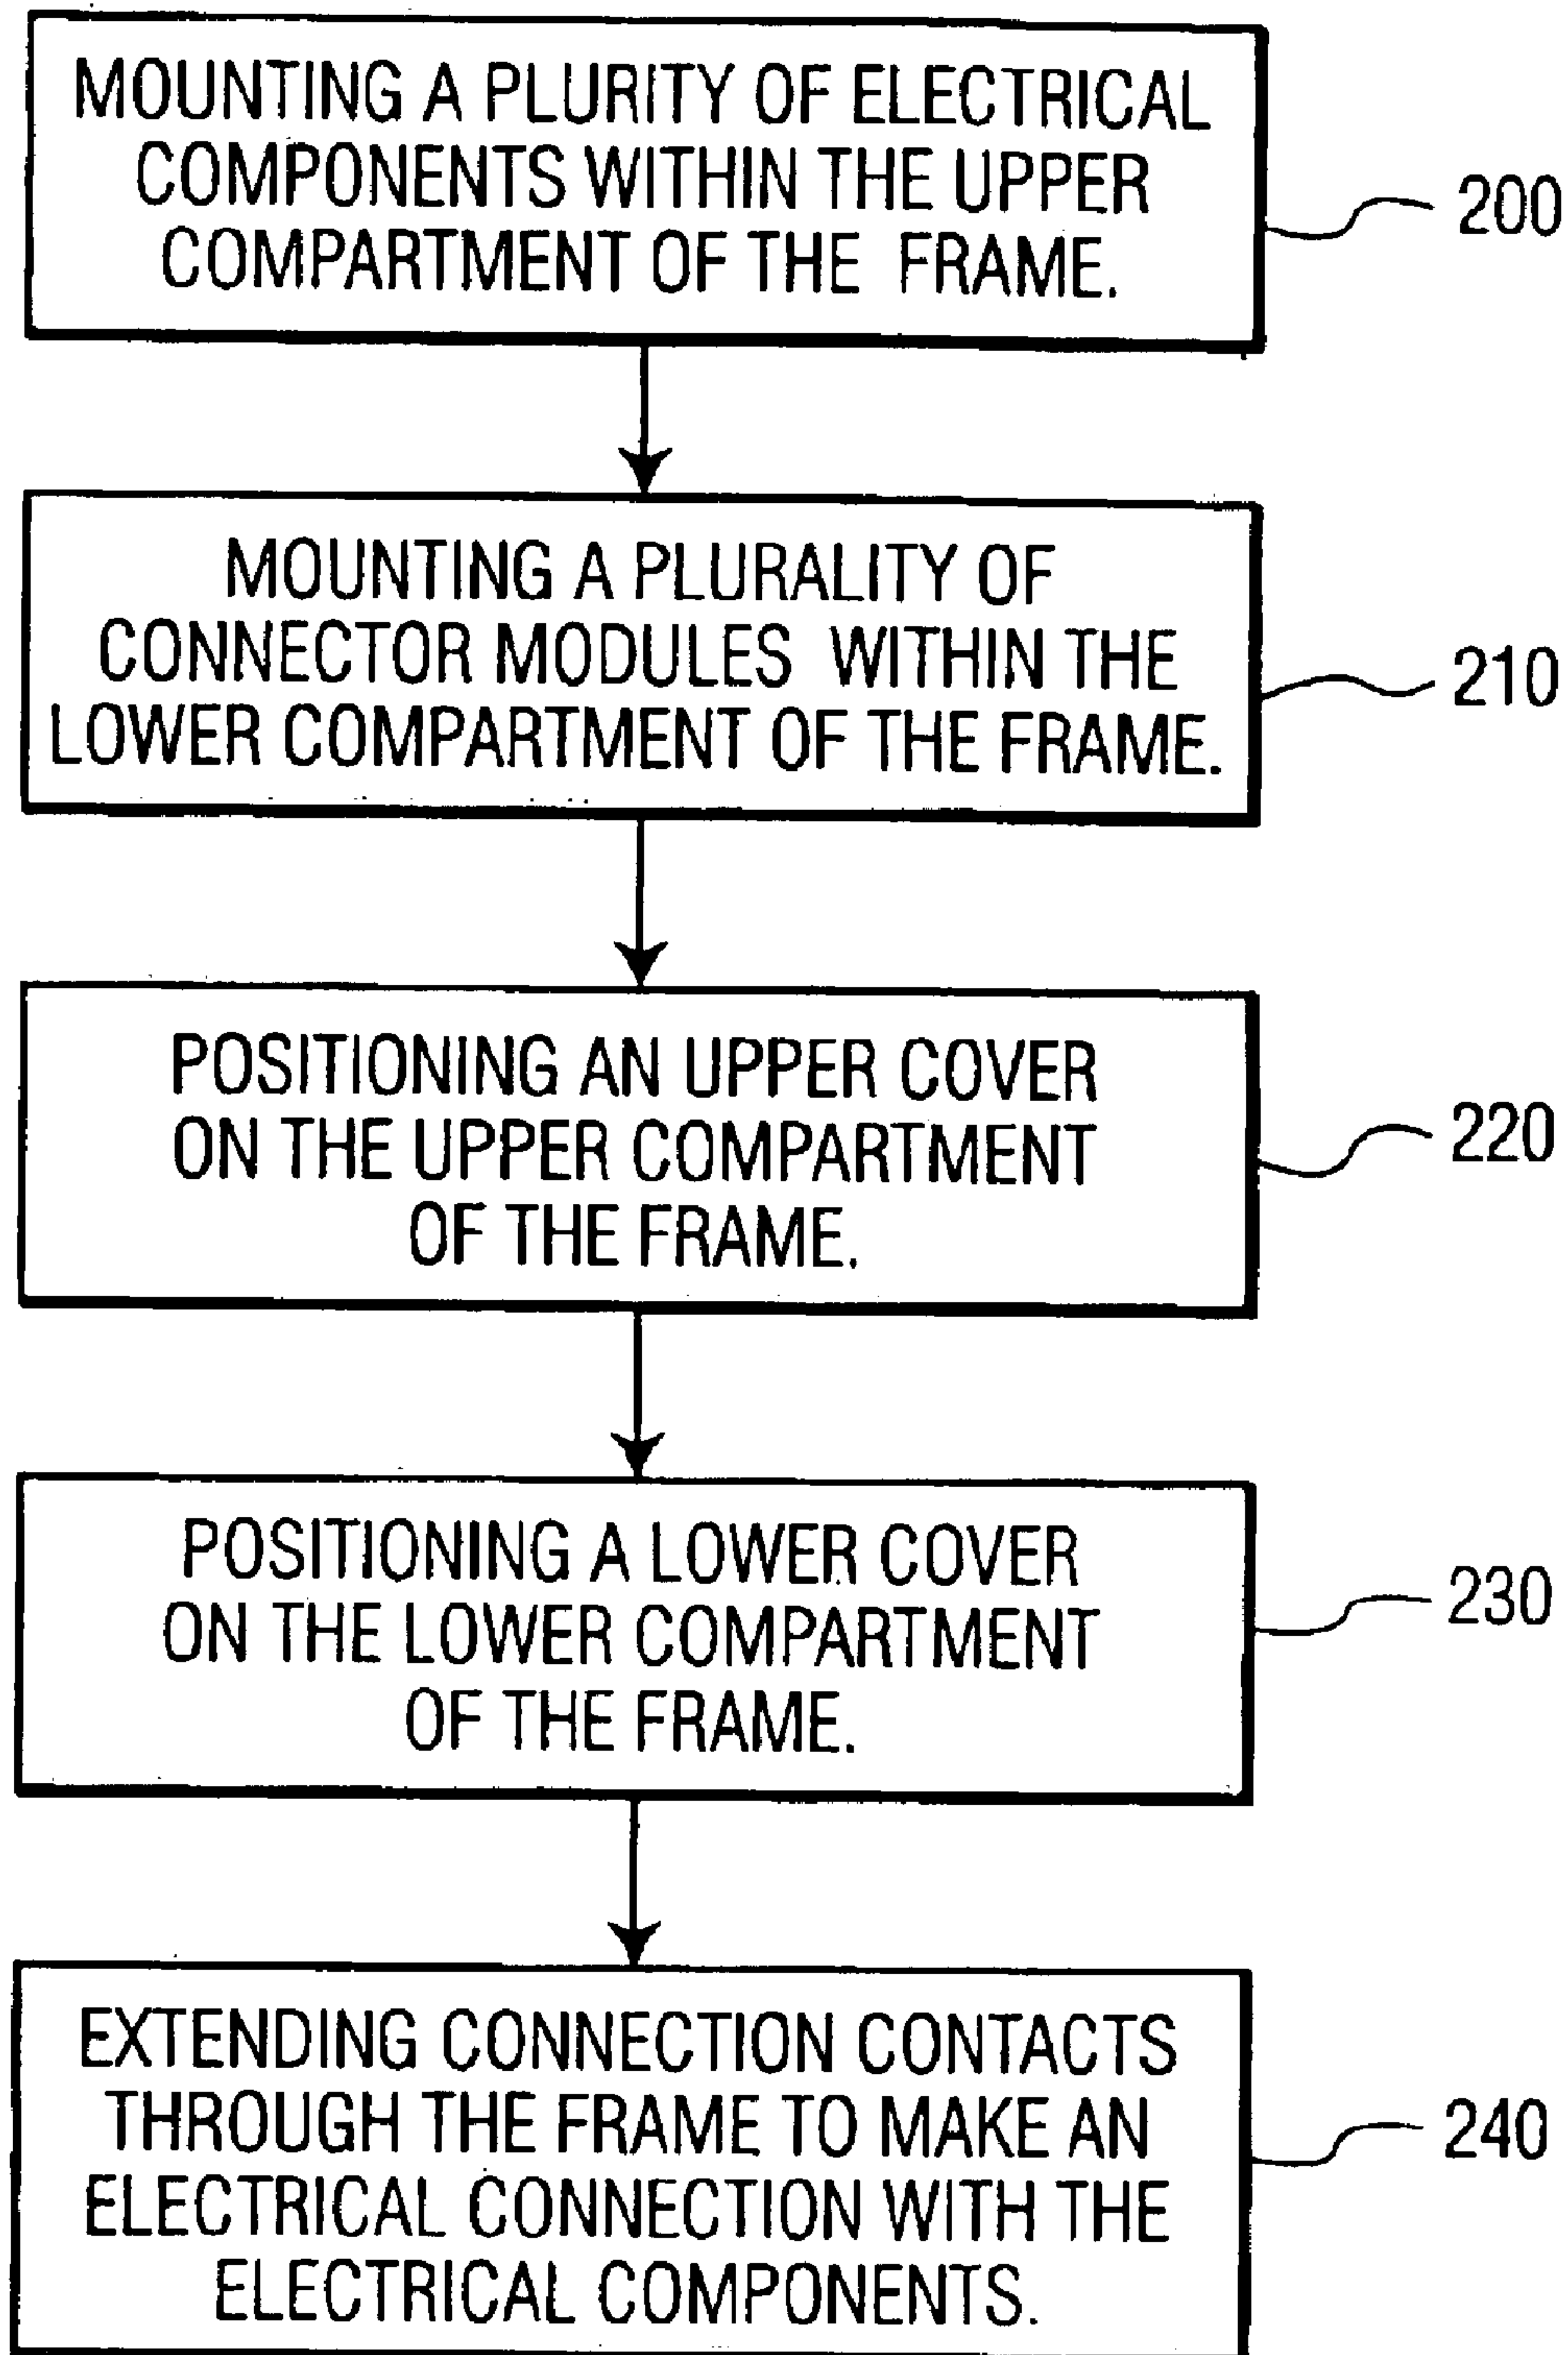 MOUNTING A PLURITY OF ELECTRICAL
COMPONENTS WITHIN THE UPPER
COMPARTMENT OF THE FRAME.
200
MOUNTING A PLURALITY OF
CONNECTOR MODULES WITHIN THE
LOWER COMPARTMENT OF THE FRAME.
210
POSITIONING AN UPPER COVER
ON THE UPPER COMPARTMENT
OF THE FRAME.
220
POSITIONING A LOWER COVER
ON THE LOWER COMPARTMENT
OF THE FRAME.
230
EXTENDING CONNECTION CONTACTS
THROUGH THE FRAME TO MAKE AN
ELECTRICAL CONNECTION WITH THE
ELECTRICAL COMPONENTS.
240